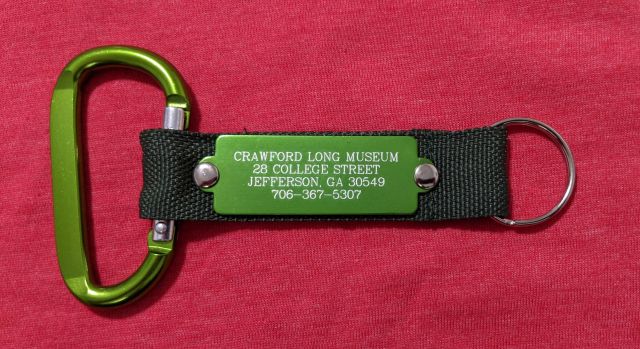 CRAWFORD LONG MUSEUM
28 COLLEGE STREET
JEFFERSON, GA 30549
706-367-5307